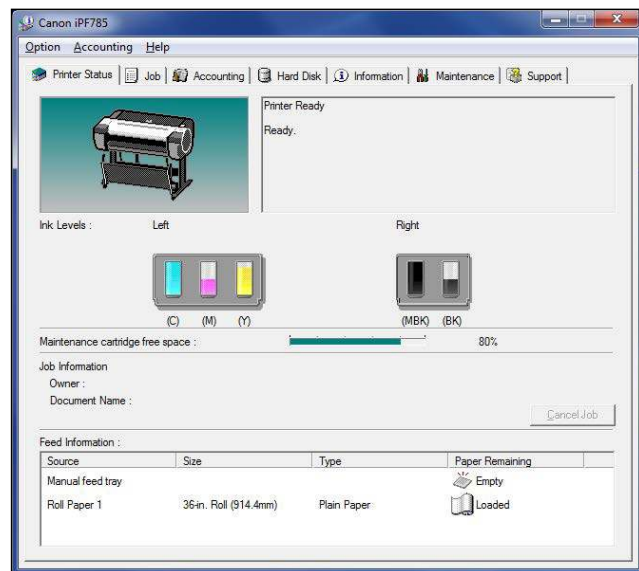 Canon iPF785
Option Accounting Help
Printer Status Job Accounting Hard Disk Information Maintenance Support
Printer Ready
Ready.
Ink Levels : Left Right
(C) (M) (Y) (MBK) (BK)
Maintenance cartridge free space : 80%
Job Information
Owner :
Document Name :
Cancel Job
Feed Information :
Source Size Type Paper Remaining
Manual feed tray Empty
Roll Paper 1 36-in. Roll (914.4mm) Plain Paper Loaded